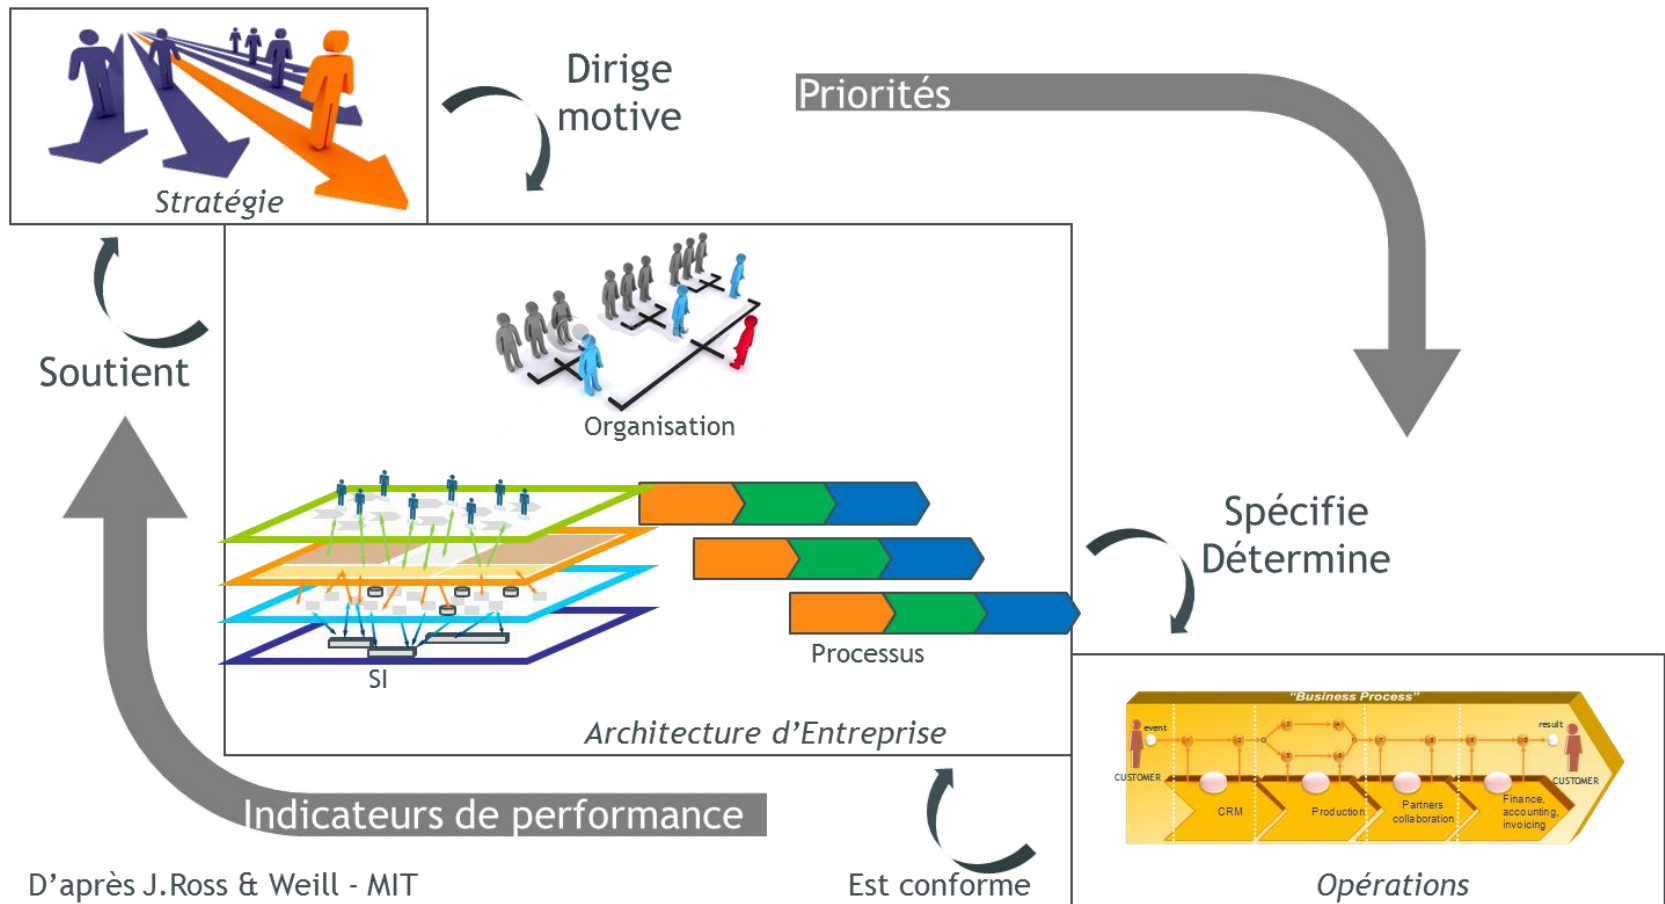 Stratégie
Dirige
motive
Priorités
Soutient
Organisation
Spécifie
Détermine
SI
Processus
Architecture d'Entreprise
Indicateurs de performance
"Business Process"
event
result
CUSTOMER
CUSTOMER
CRM
Production
Partners
collaboration
Finance,
accounting,
invoicing
D'après J.Ross & Weill - MIT
Est conforme
Opérations